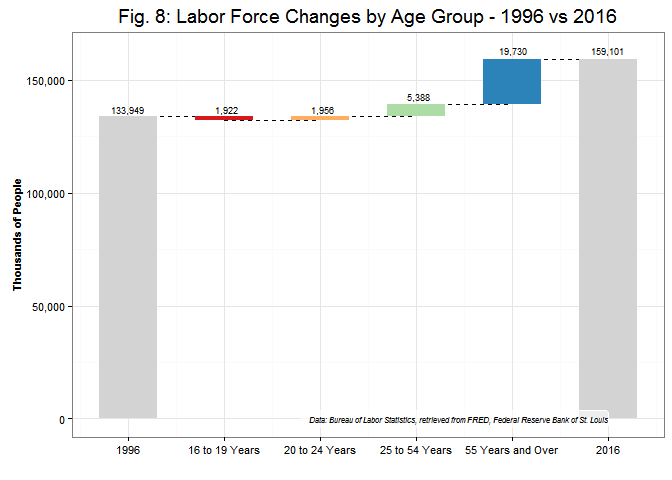 Fig. 8: Labor Force Changes by Age Group - 1996 vs 2016
Thousands of People
150,000
100,000
50,000
0
133,949
1,922
1,956
5,388
19,730
159,101
Data: Bureau of Labor Statistics, retrieved from FRED, Federal Reserve Bank of St. Louis
1996
16 to 19 Years
20 to 24 Years
25 to 54 Years
55 Years and Over
2016